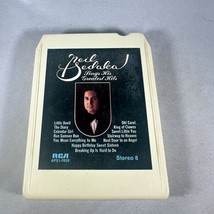 Neil
Sedaka
Sings His
Greatest Hits
Little Devil
The Diary
Calendar Girl
Run Samson Run
You Mean Everything To Me
Oh! Carol
King of Clowns
Sweet Little You
Stairway to Heaven
Next Door to an Angel
Happy Birthday Sweet Sixteen
Breaking Up Is Hard to Do
RCA
Stereo 8